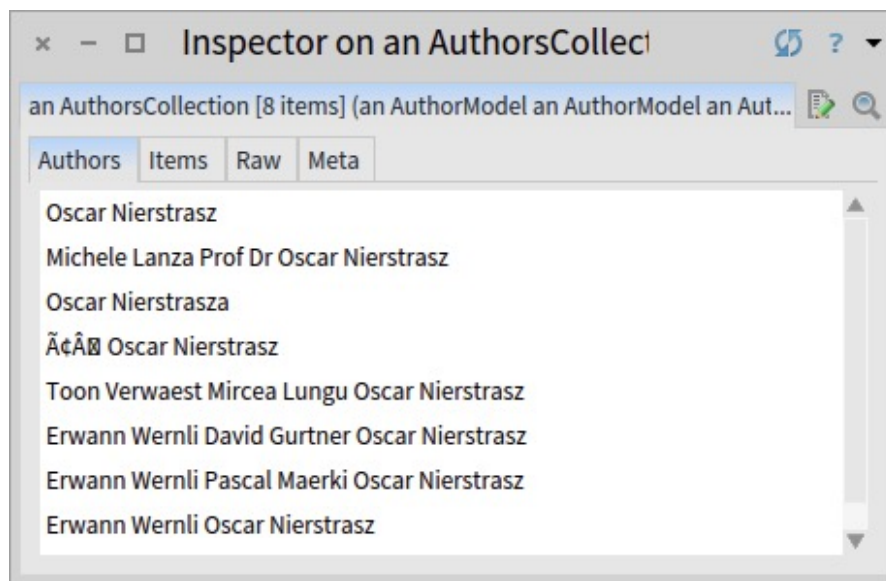 Inspector on an AuthorsCollect
?
an AuthorsCollection [8 items] (an AuthorModel an AuthorModel an Aut...
Authors Items Raw Meta
Oscar Nierstrasz
Michele Lanza Prof Dr Oscar Nierstrasz
Oscar Nierstrasza
Oscar Nierstrasz
Toon Verwaest Mircea Lungu Oscar Nierstrasz
Erwann Wernli David Gurtner Oscar Nierstrasz
Erwann Wernli Pascal Maerki Oscar Nierstrasz
Erwann Wernli Oscar Nierstrasz